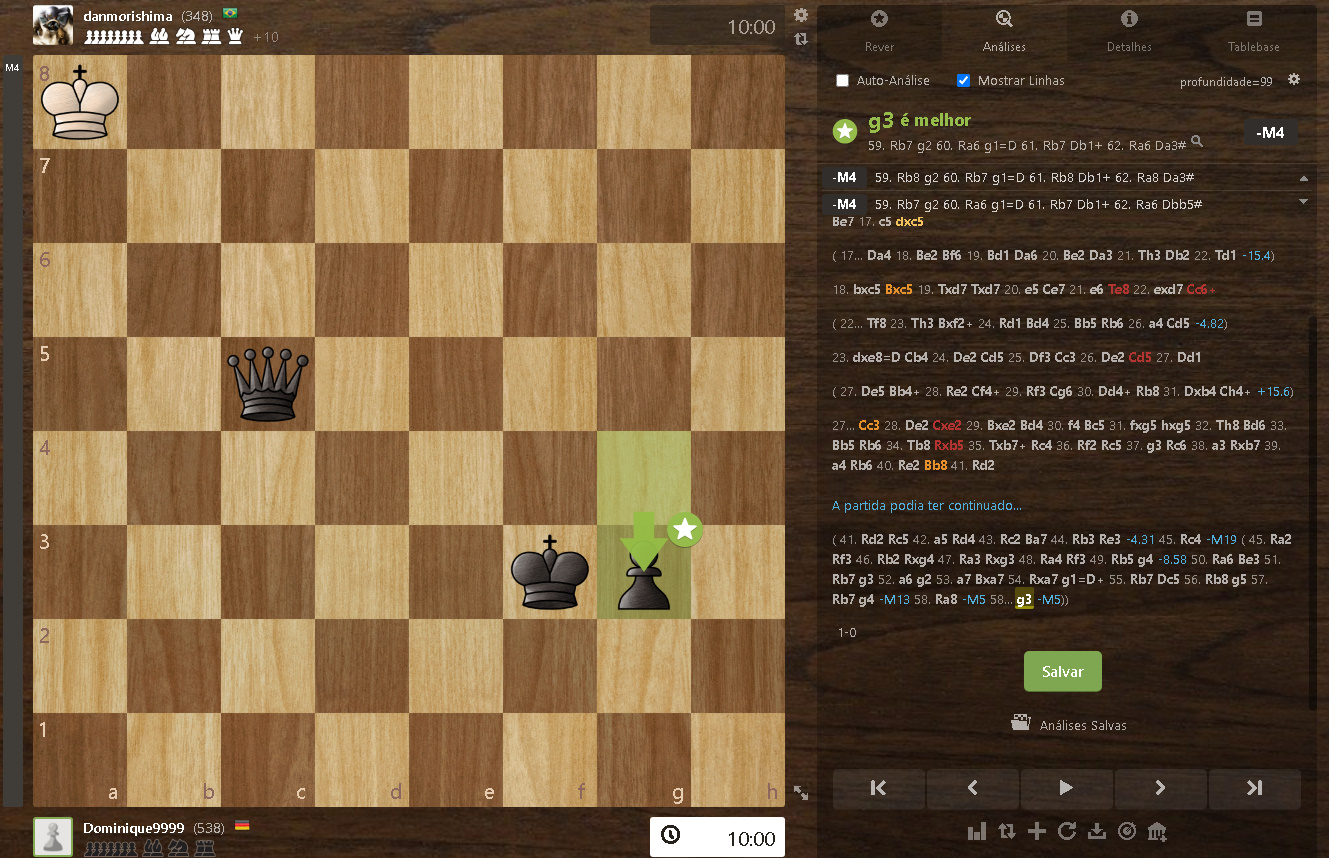 danmorishima (348)
+10
10:00
M4
8
7
6
5
4
3
2
1
a b c d e f g h
Dominique9999 (538)
10:00
Rever Análises Detalhes Tablebase
Auto-Análise Mostrar Linhas profundidade=99
g3 é melhor
59. Rb7 g2 60. Ra6 g1=D 61. Rb7 Db1+ 62. Ra6 Da3#
-M4
-M4 59. Rb8 g2 60. Rb7 g1=D 61. Rb8 Db1+ 62. Ra8 Da3#
-M4 59. Rb7 g2 60. Ra6 g1=D 61. Rb7 Db1+ 62. Ra6 Dbb5#
Be7 17. c5 dxc5
( 17... Da4 18. Be2 Bf6 19. Bd1 Da6 20. Be2 Da3 21. Th3 Db2 22. Td1 -15.4)
18. bxc5 Bxc5 19. Txd7 Txd7 20. e5 Ce7 21. e6 Te8 22. exd7 Cc6+
( 22... Tf8 23. Th3 Bxf2+ 24. Rd1 Bd4 25. Bb5 Rb6 26. a4 Cd5 -4.82)
23. dxe8=D Cb4 24. De2 Cd5 25. Df3 Cc3 26. De2 Cd5 27. Dd1
( 27. De5 Bb4+ 28. Re2 Cf4+ 29. Rf3 Cg6 30. Dd4+ Rb8 31. Dxb4 Ch4+ +15.6)
27... Cc3 28. De2 Cxe2 29. Bxe2 Bd4 30. f4 Bc5 31. fxg5 hxg5 32. Th8 Bd6 33.
Bb5 Rb6 34. Tb8 Rxb5 35. Txb7+ Rc4 36. Rf2 Rc5 37. g3 Rc6 38. a3 Rxb7 39.
a4 Rb6 40. Re2 Bb8 41. Rd2
A partida podia ter continuado...
( 41. Rd2 Rc5 42. a5 Rd4 43. Rc2 Ba7 44. Rb3 Re3 -4.31 45. Rc4 -M19 ( 45. Ra2
Rf3 46. Rb2 Rxg4 47. Ra3 Rxg3 48. Ra4 Rf3 49. Rb5 g4 -8.58 50. Ra6 Be3 51.
Rb7 g3 52. a6 g2 53. a7 Bxa7 54. Rxa7 g1=D+ 55. Rb7 Dc5 56. Rb8 g5 57.
Rb7 g4 -M13 58. Ra8 -M5 58... g3 -M5))
1-0
Salvar
Análises Salvas